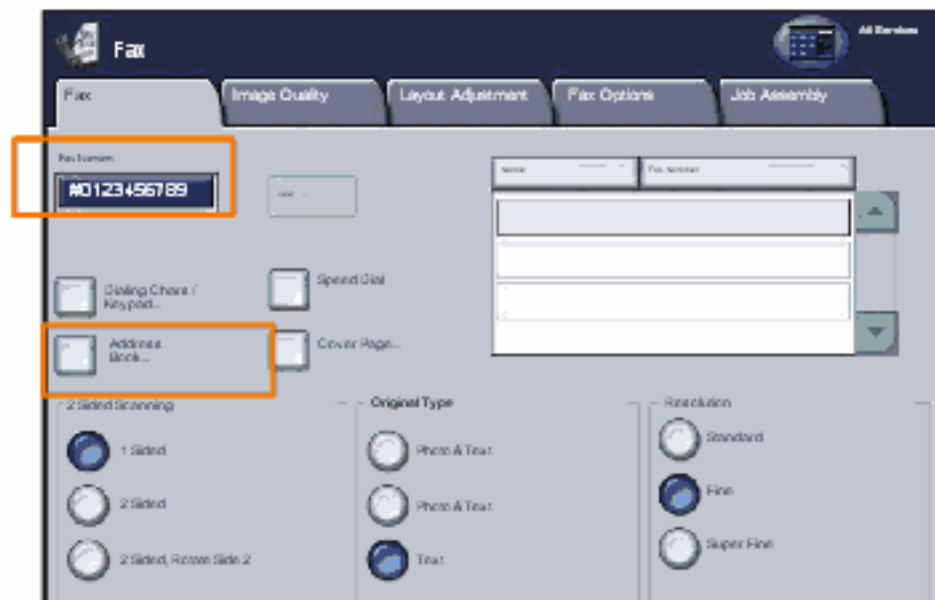 Fax
All Services
Fax
Image Quality
Layout Adjustment
Fax Options
Job Assembly
Fax Number
#0123456789
Name
Fax Number
Dialing Chars /
Keypad...
Speed Dial
Address
Book...
Cover Page...
2 Sided Scanning
Original Type
Resolution
1 Sided
Photo & Text
Standard
2 Sided
Photo & Text
Fine
2 Sided, Rotate Side 2
Text
Super Fine